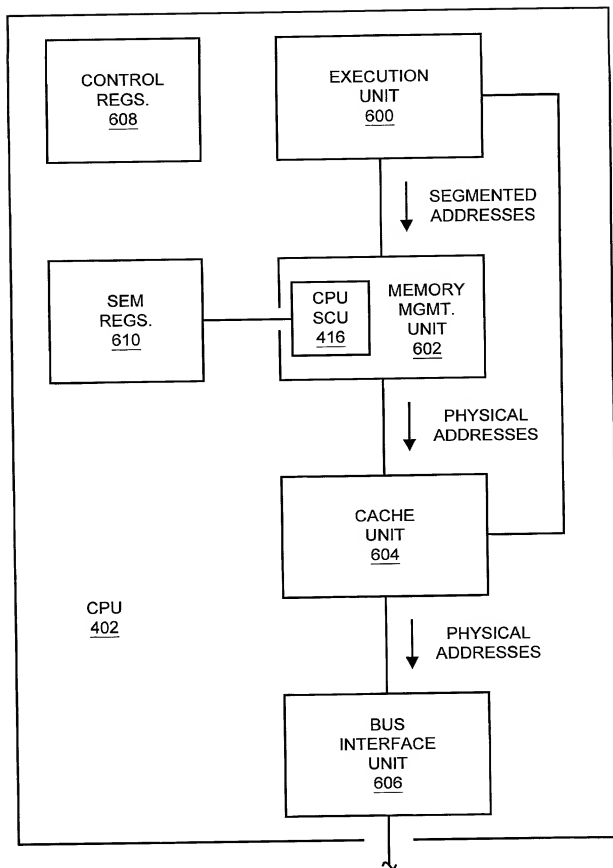 CONTROL
REGS.
608
EXECUTION
UNIT
600
SEGMENTED
ADDRESSES
SEM
REGS.
610
CPU
SCU
416
MEMORY
MGMT.
UNIT
602
PHYSICAL
ADDRESSES
CACHE
UNIT
604
CPU
402
PHYSICAL
ADDRESSES
BUS
INTERFACE
UNIT
606